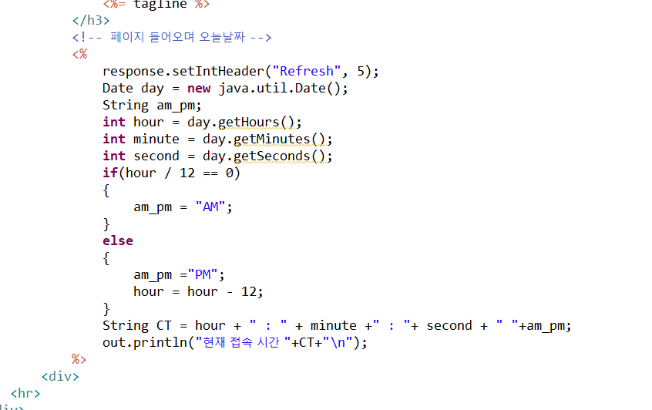 <%= tagline %>
</h3>
<!-- 페이지 들어오며 오늘날짜 -->
<%
response.setIntHeader("Refresh", 5);
Date day = new java.util.Date();
String am_pm;
int hour = day.getHours();
int minute = day.getMinutes();
int second = day.getSeconds();
if(hour / 12 == 0)
{
am_pm = "AM";
}
else
{
am_pm ="PM";
hour = hour - 12;
}
String CT = hour + " : " + minute +" : "+ second + " "+am_pm;
out.println("현재 접속 시간 "+CT+"\n");
%>
<div>
<hr>